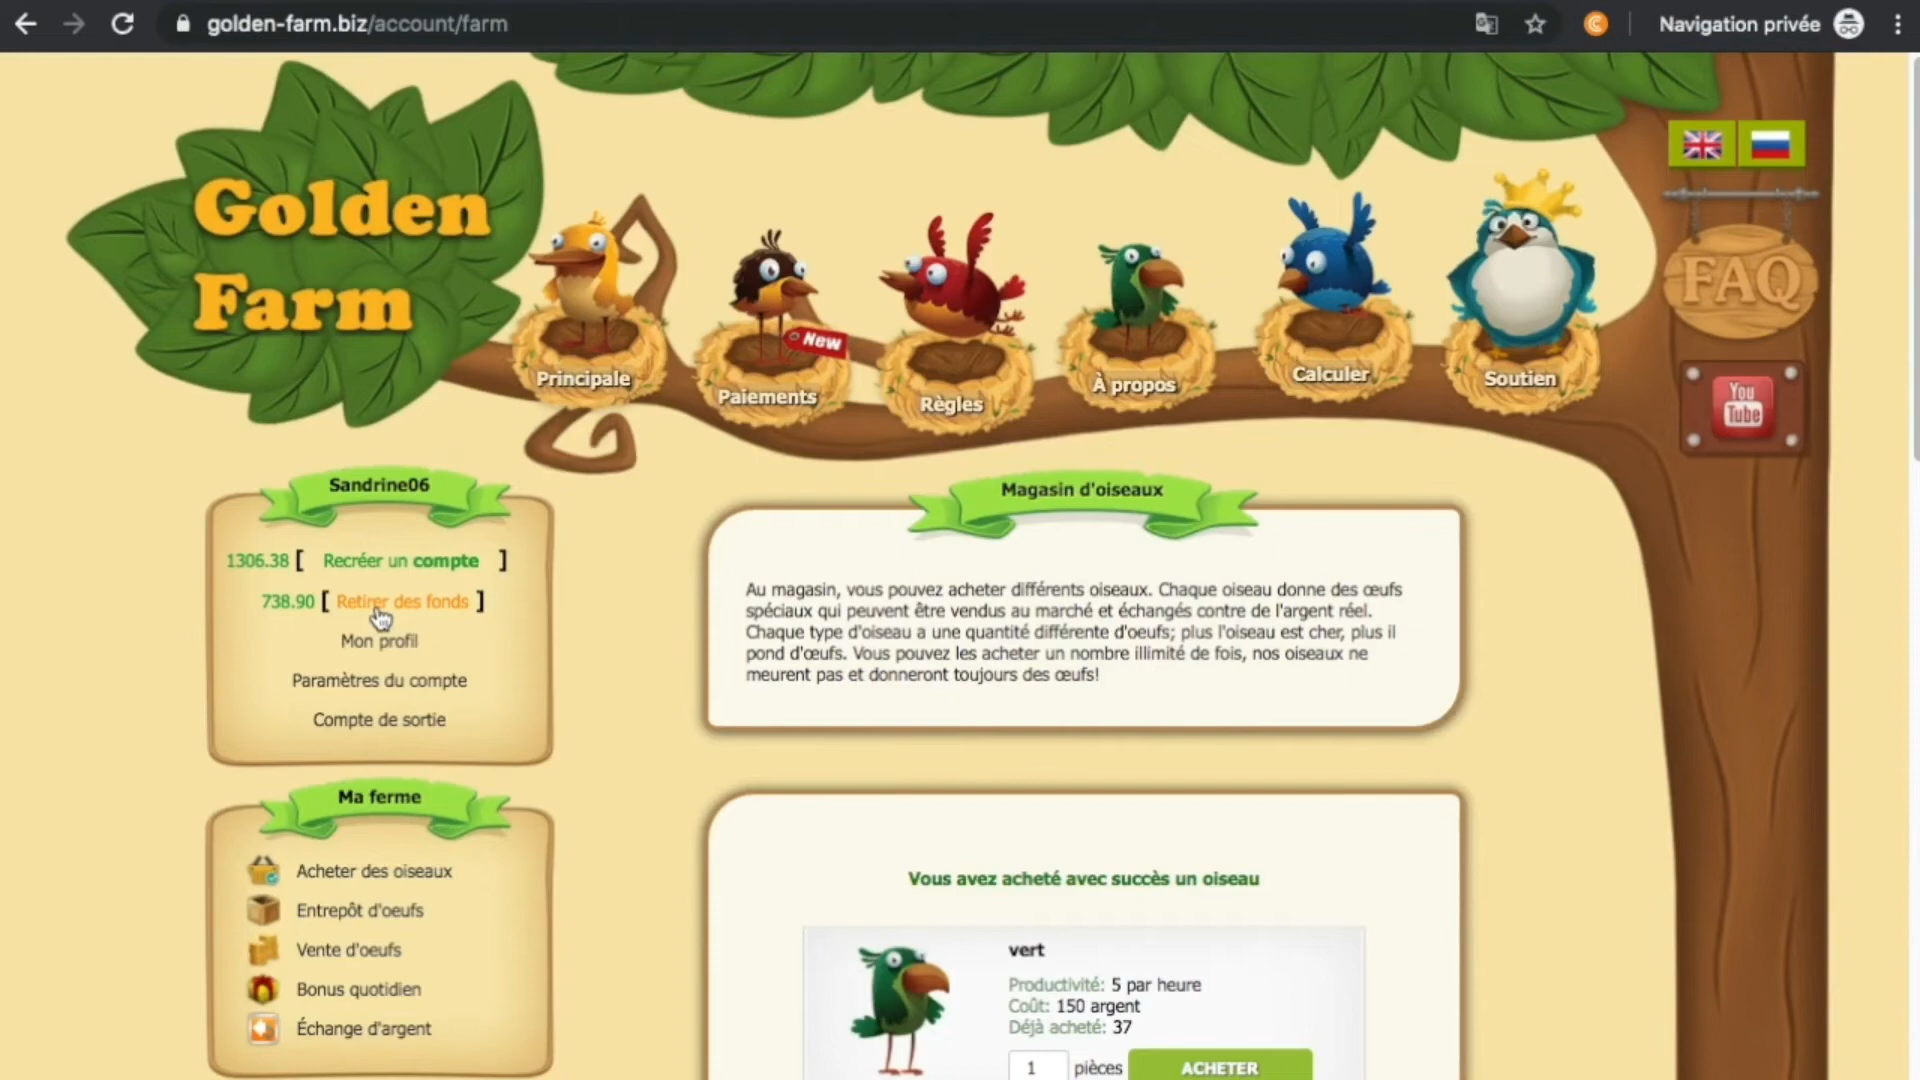 golden-farm.biz/account/farm
Navigation privée
Golden
Farm
Principale
Paiements
New
Règles
À propos
Calculer
Soutien
FAQ
You
Tube
Sandrine06
1306.38 [ Recréer un compte ]
738.90 [ Retirer des fonds ]
Mon profil
Paramètres du compte
Compte de sortie
Ma ferme
Acheter des oiseaux
Entrepôt d'oeufs
Vente d'oeufs
Bonus quotidien
Échange d'argent
Magasin d'oiseaux
Au magasin, vous pouvez acheter différents oiseaux. Chaque oiseau donne des œufs
spéciaux qui peuvent être vendus au marché et échangés contre de l'argent réel.
Chaque type d'oiseau a une quantité différente d'oeufs; plus l'oiseau est cher, plus il
pond d'œufs. Vous pouvez les acheter un nombre illimité de fois, nos oiseaux ne
meurent pas et donneront toujours des œufs!
Vous avez acheté avec succès un oiseau
vert
Productivité: 5 par heure
Coût: 150 argent
Déjà acheté: 37
1 pièces ACHETER